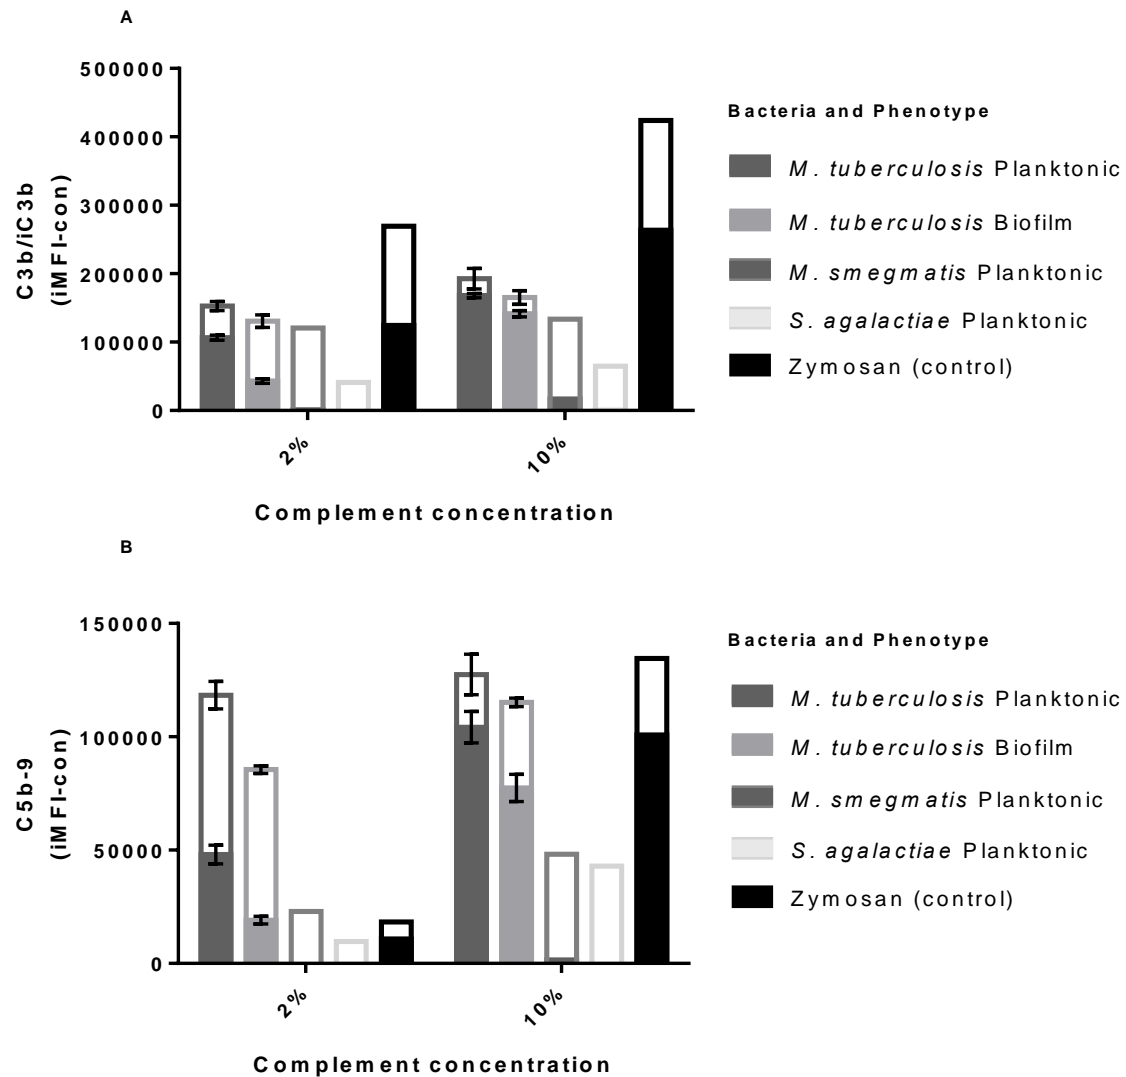 A
500000
400000
300000
200000
100000
0
C3b/iC3b
(iMFI-con)
2%
10%
Complement concentration
Bacteria and Phenotype
M. tuberculosis Planktonic
M. tuberculosis Biofilm
M. smegmatis Planktonic
S. agalactiae Planktonic
Zymosan (control)
B
150000
100000
50000
0
C5b-9
(iMFI-con)
2%
10%
Complement concentration
Bacteria and Phenotype
M. tuberculosis Planktonic
M. tuberculosis Biofilm
M. smegmatis Planktonic
S. agalactiae Planktonic
Zymosan (control)